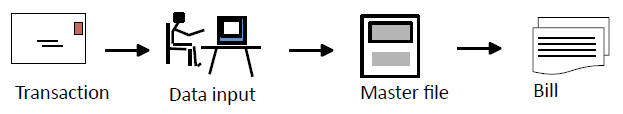 Transaction
Data input
Master file
Bill